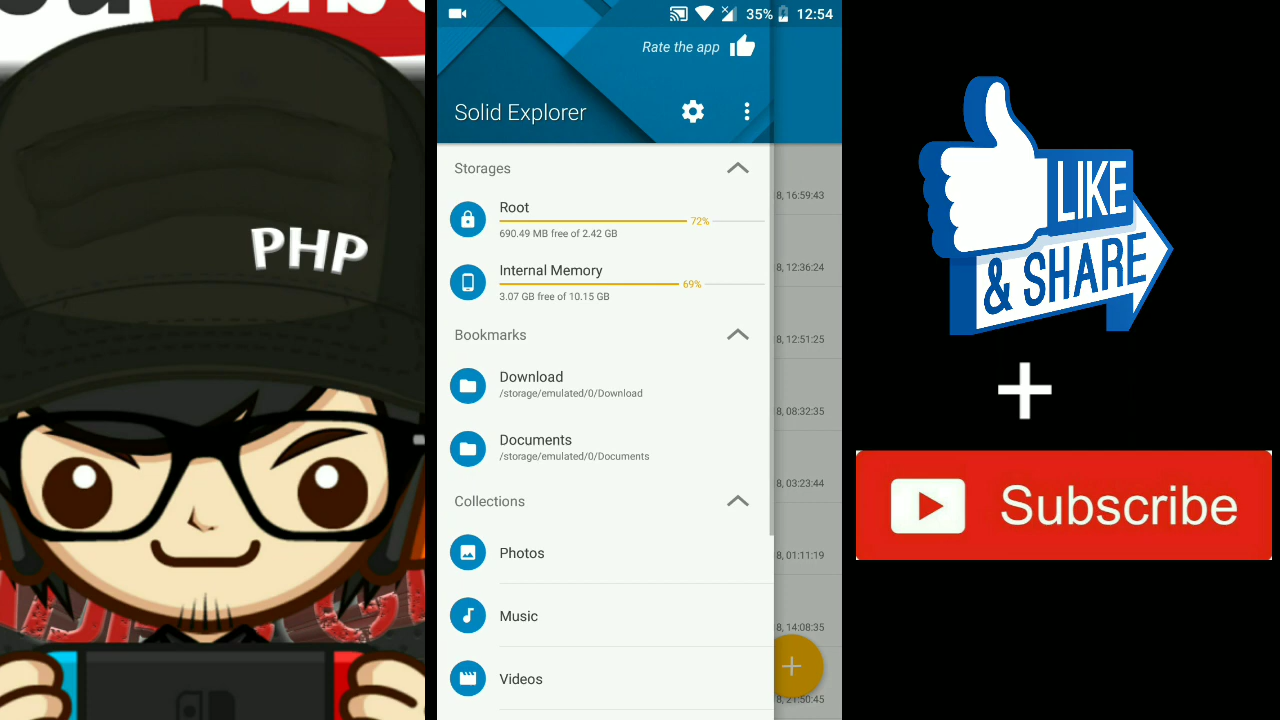 PHP
35% 12:54
Rate the app
Solid Explorer
Storages
Root
72%
690.49 MB free of 2.42 GB
Internal Memory
69%
3.07 GB free of 10.15 GB
Bookmarks
Download
/storage/emulated/0/Download
Documents
/storage/emulated/0/Documents
Collections
Photos
Music
Videos
8, 16:59:43
8, 12:36:24
8, 12:51:25
8, 08:32:35
8, 03:23:44
8, 01:11:19
8, 14:08:35
8, 21:50:45
LIKE
& SHARE
+
Subscribe